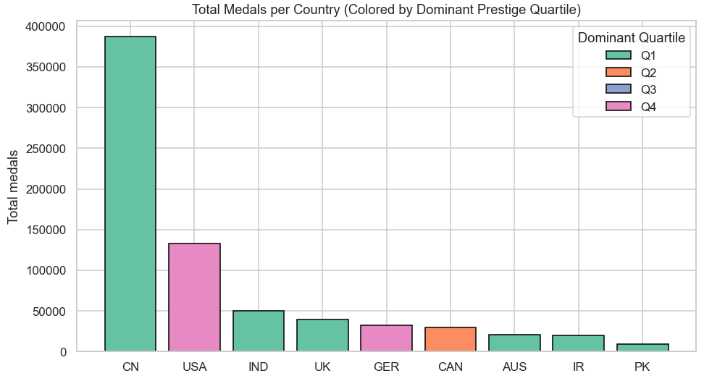 Total Medals per Country (Colored by Dominant Prestige Quartile)
400000
350000
300000
250000
200000
150000
100000
50000
0
Total medals
Dominant Quartile
Q1
Q2
Q3
Q4
CN USA IND UK GER CAN AUS IR PK